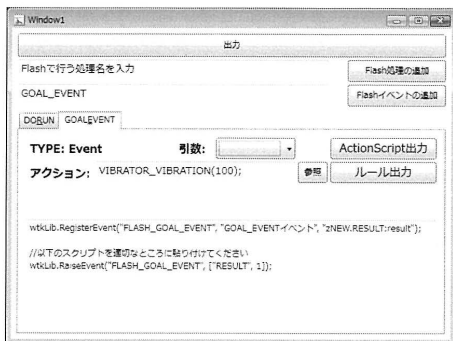 Window1
出力
Flashで行う処理名を入力
Flash処理の追加
GOAL_EVENT
Flashイベントの追加
DORUN GOALEVENT
TYPE: Event 引数: ActionScript出力
アクション: VIBRATOR_VIBRATION(100); 参照 ルール出力
wtkLib.RegisterEvent("FLASH_GOAL_EVENT", "GOAL_EVENTイベント", "zNEW.RESULT:result");
//以下のスクリプトを適切なところに貼り付けてください
wtkLib.RaiseEvent("FLASH_GOAL_EVENT", ["RESULT", 1]);